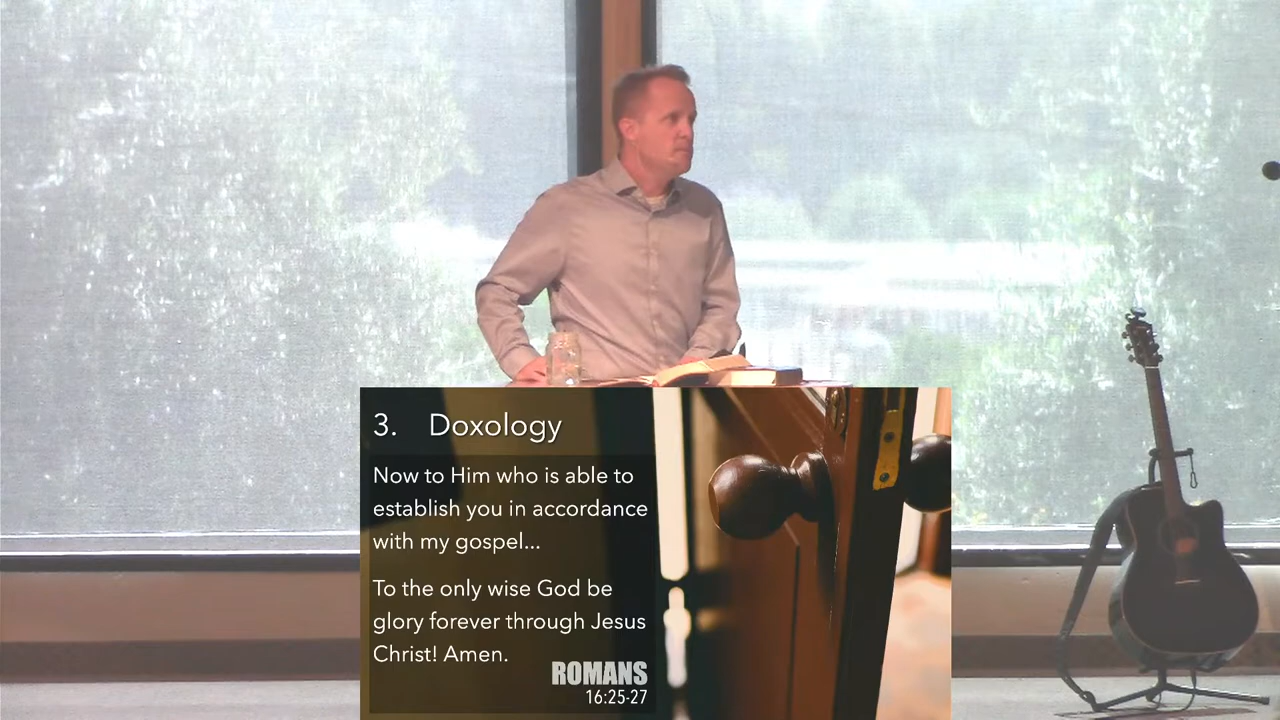 3. Doxology
Now to Him who is able to
establish you in accordance
with my gospel...
To the only wise God be
glory forever through Jesus
Christ! Amen.
ROMANS
16:25-27